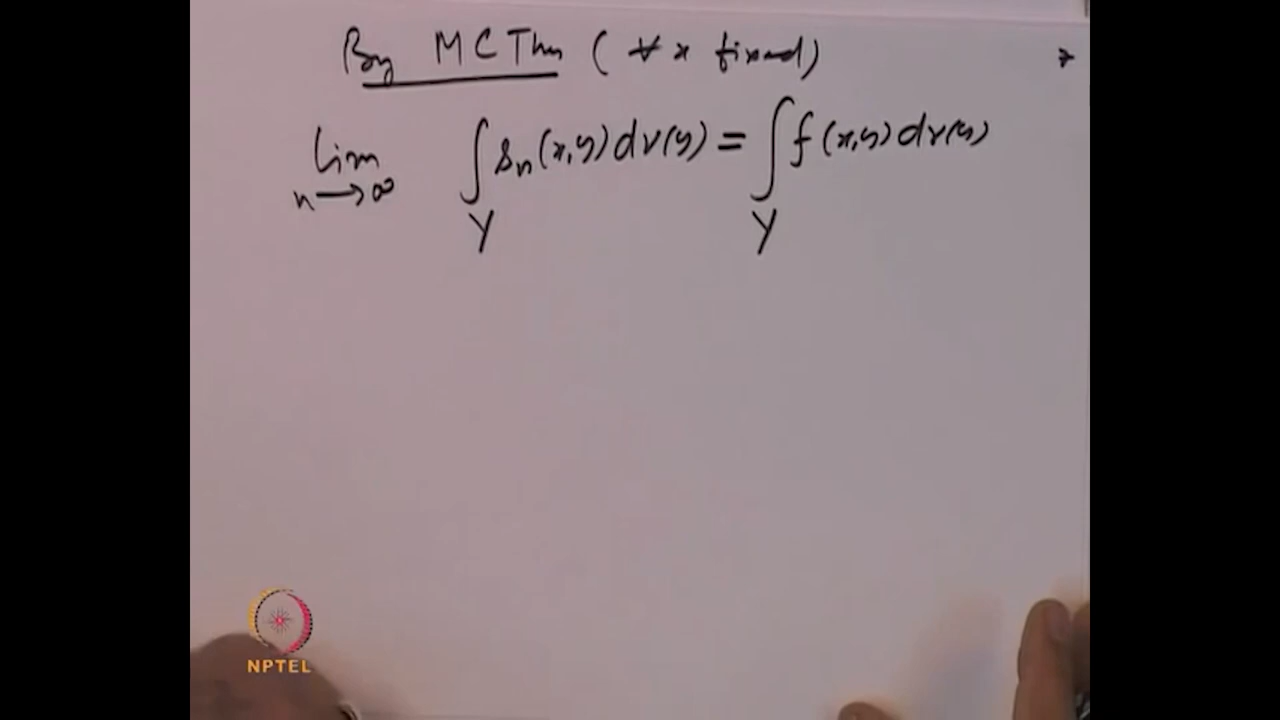 By MCThm (∀ x fixed)
lim ∫ sₙ(x,y)dν(y) = ∫ f(x,y)dν(y)
n→∞ Y Y
NPTEL